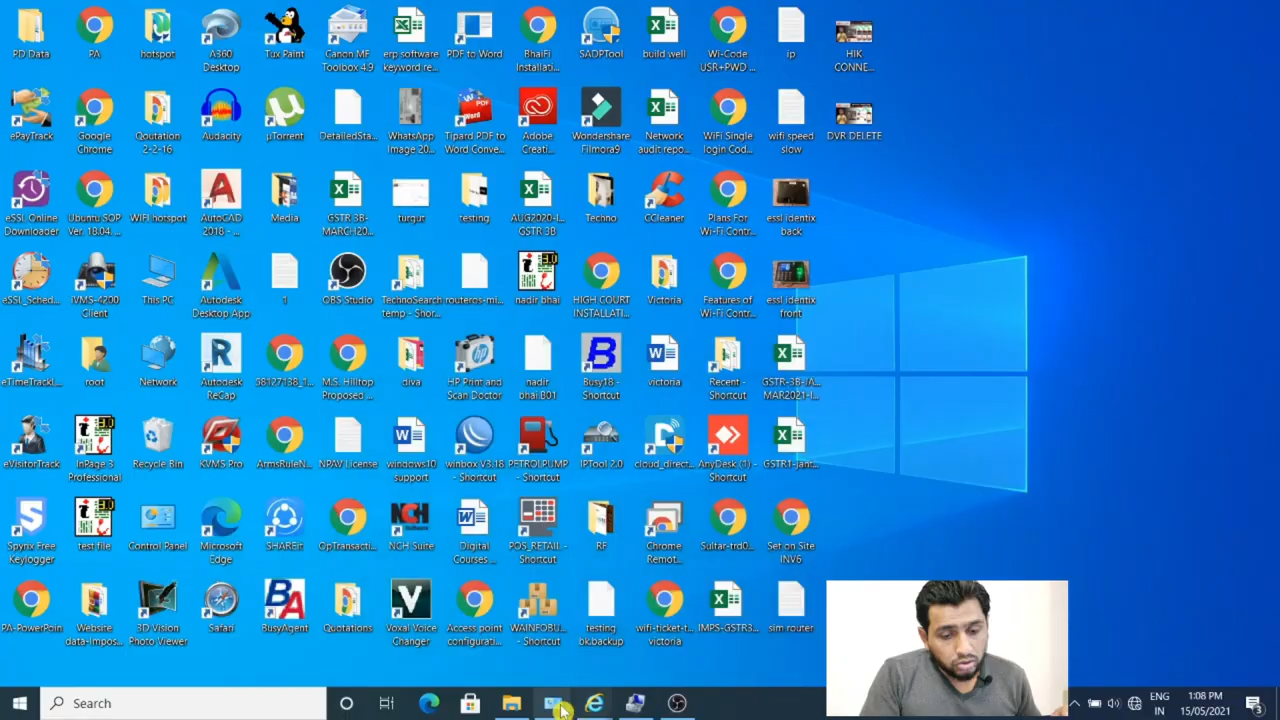 PD Data
PA
hotspot
A360
Desktop
Tux Paint
Canon MF
Toolbox 4.9
erp software
keyword re...
PDF to Word
BhaiFi
Installati...
SADPTool
build well
Wi-Code
USR+PWD ...
ip
HIK
CONNE...
ePayTrack
Google
Chrome
Qoutation
2-2-16
Audacity
µTorrent
DetailedSta...
WhatsApp
Image 20...
Tipard PDF to
Word Conve...
Adobe
Creati...
Wondershare
Filmora9
Network
audit repo...
WiFi Single
login Cod...
wifi speed
slow
DVR DELETE
eSSL Online
Downloader
Ubuntu SOP
Ver. 18.04. ...
WIFI hotspot
AutoCAD
2018 - ...
Media
GSTR 3B-
MARCH20...
turgut
testing
AUG2020-I...
GSTR 3B
Techno
CCleaner
Plans For
Wi-Fi Contr...
essl identix
back
eSSL_Sched...
iVMS-4200
Client
This PC
Autodesk
Desktop App
1
OBS Studio
TechnoSearch
temp - Shor...
routeros-mi...
nadir bhai
HIGH COURT
INSTALLATI...
Victoria
Features of
Wi-Fi Contr...
essl identix
front
eTimeTrackL...
root
Network
Autodesk
ReCap
58127138_1...
M.S. Hilltop
Proposed ...
diva
HP Print and
Scan Doctor
nadir
bhai.B01
Busy18 -
Shortcut
victoria
Recent -
Shortcut
GSTR-3B-JA...
MAR2021-I...
eVisitorTrack
InPage 3
Professional
Recycle Bin
KVMS Pro
ArmsRuleN...
NPAV License
windows10
support
winbox V3.18
- Shortcut
PETROLPUMP
- Shortcut
IPTool 2.0
cloud_direct...
AnyDesk (1) -
Shortcut
GSTR1-jant...
Spyrix Free
Keylogger
test file
Control Panel
Microsoft
Edge
SHAREit
OpTransacti...
NCH Suite
Digital
Courses ...
POS_RETAIL -
Shortcut
RF
Chrome
Remot...
Sultar-trd0...
Set on Site
INV6
PA-PowerPoin
Website
data-Impos...
3D Vision
Photo Viewer
Safari
BusyAgent
Quotations
Voxal Voice
Changer
Access point
configurati...
WAINFOBU...
- Shortcut
testing
bk.backup
wifi-ticket-t...
victoria
IMPS-GSTR3...
sim router
Search
ENG
IN
1:08 PM
15/05/2021
3